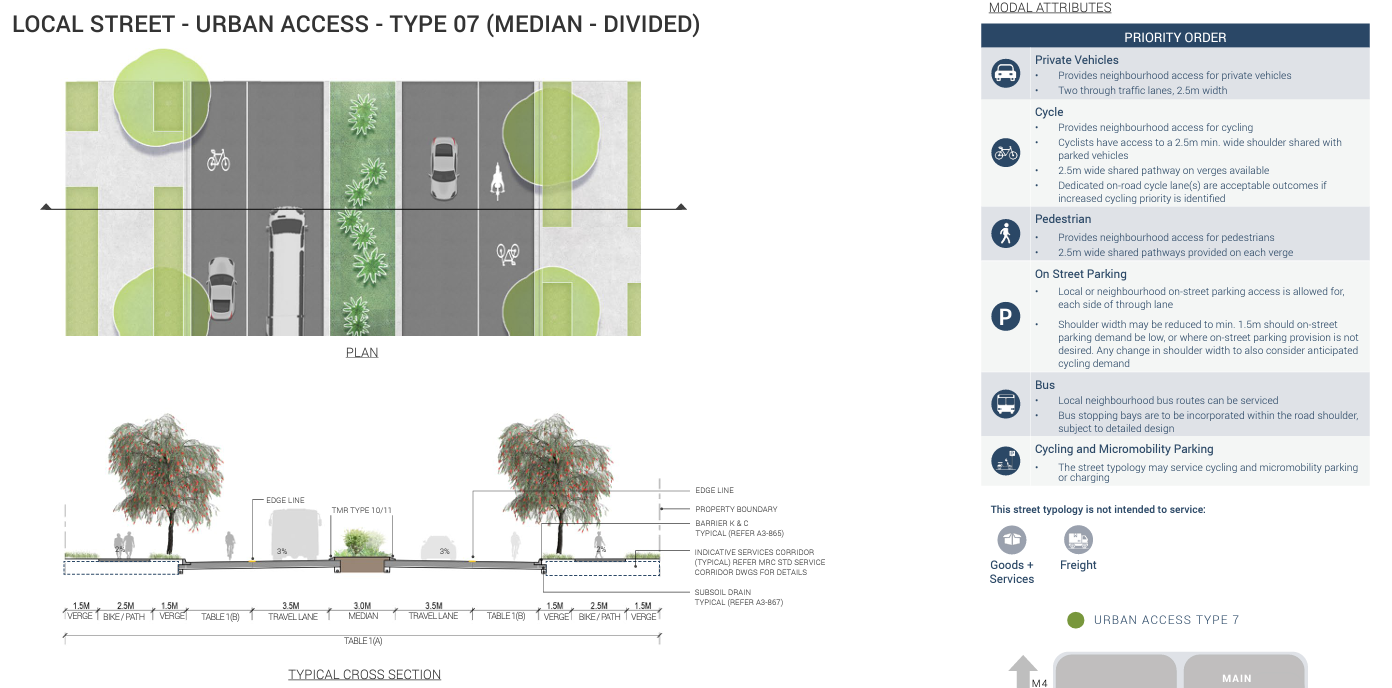 LOCAL STREET - URBAN ACCESS - TYPE 07 (MEDIAN - DIVIDED)
PLAN
EDGE LINE
TMR TYPE 10/11
EDGE LINE
PROPERTY BOUNDARY
BARRIER K & C
TYPICAL (REFER A3-865)
INDICATIVE SERVICES CORRIDOR
(TYPICAL) REFER MRC STD SERVICE
CORRIDOR DWGS FOR DETAILS
SUBSOIL DRAIN
TYPICAL (REFER A3-867)
2% 3% 3% 2%
1.5M 2.5M 1.5M 3.5M 3.0M 3.5M 1.5M 2.5M 1.5M
VERGE BIKE / PATH VERGE TABLE 1(B) TRAVEL LANE MEDIAN TRAVEL LANE TABLE 1(B) VERGE BIKE / PATH VERGE
TABLE 1(A)
TYPICAL CROSS SECTION
MODAL ATTRIBUTES
PRIORITY ORDER
Private Vehicles
• Provides neighbourhood access for private vehicles
• Two through traffic lanes, 2.5m width
Cycle
• Provides neighbourhood access for cycling
• Cyclists have access to a 2.5m min. wide shoulder shared with
parked vehicles
• 2.5m wide shared pathway on verges available
• Dedicated on-road cycle lane(s) are acceptable outcomes if
increased cycling priority is identified
Pedestrian
• Provides neighbourhood access for pedestrians
• 2.5m wide shared pathways provided on each verge
On Street Parking
• Local or neighbourhood on-street parking access is allowed for,
each side of through lane
P
• Shoulder width may be reduced to min. 1.5m should on-street
parking demand be low, or where on-street parking provision is not
desired. Any change in shoulder width to also consider anticipated
cycling demand
Bus
• Local neighbourhood bus routes can be serviced
• Bus stopping bays are to be incorporated within the road shoulder,
subject to detailed design
Cycling and Micromobility Parking
• The street typology may service cycling and micromobility parking
or charging
This street typology is not intended to service:
Goods +
Services
Freight
URBAN ACCESS TYPE 7
MAIN
M4